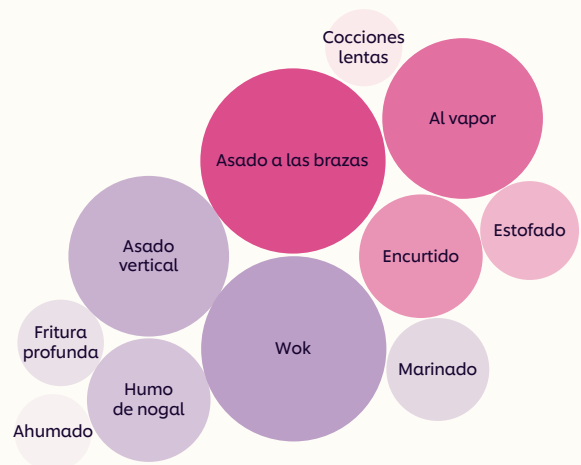 Cocciones
lentas
Al vapor
Asado a las brazas
Estofado
Asado
vertical
Encurtido
Fritura
profunda
Wok
Marinado
Humo
de nogal
Ahumado